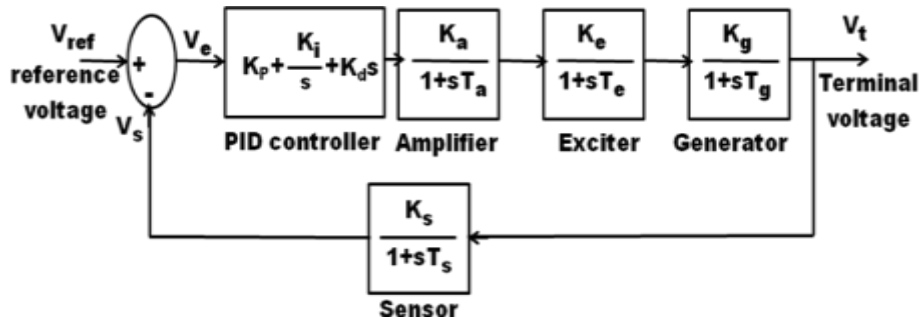 V_ref
reference
voltage
+
-
V_s
V_e
K_P+ K_i/s +K_ds
PID controller
K_a
1+sT_a
Amplifier
K_e
1+sT_e
Exciter
K_g
1+sT_g
Generator
V_t
Terminal
voltage
K_s
1+sT_s
Sensor